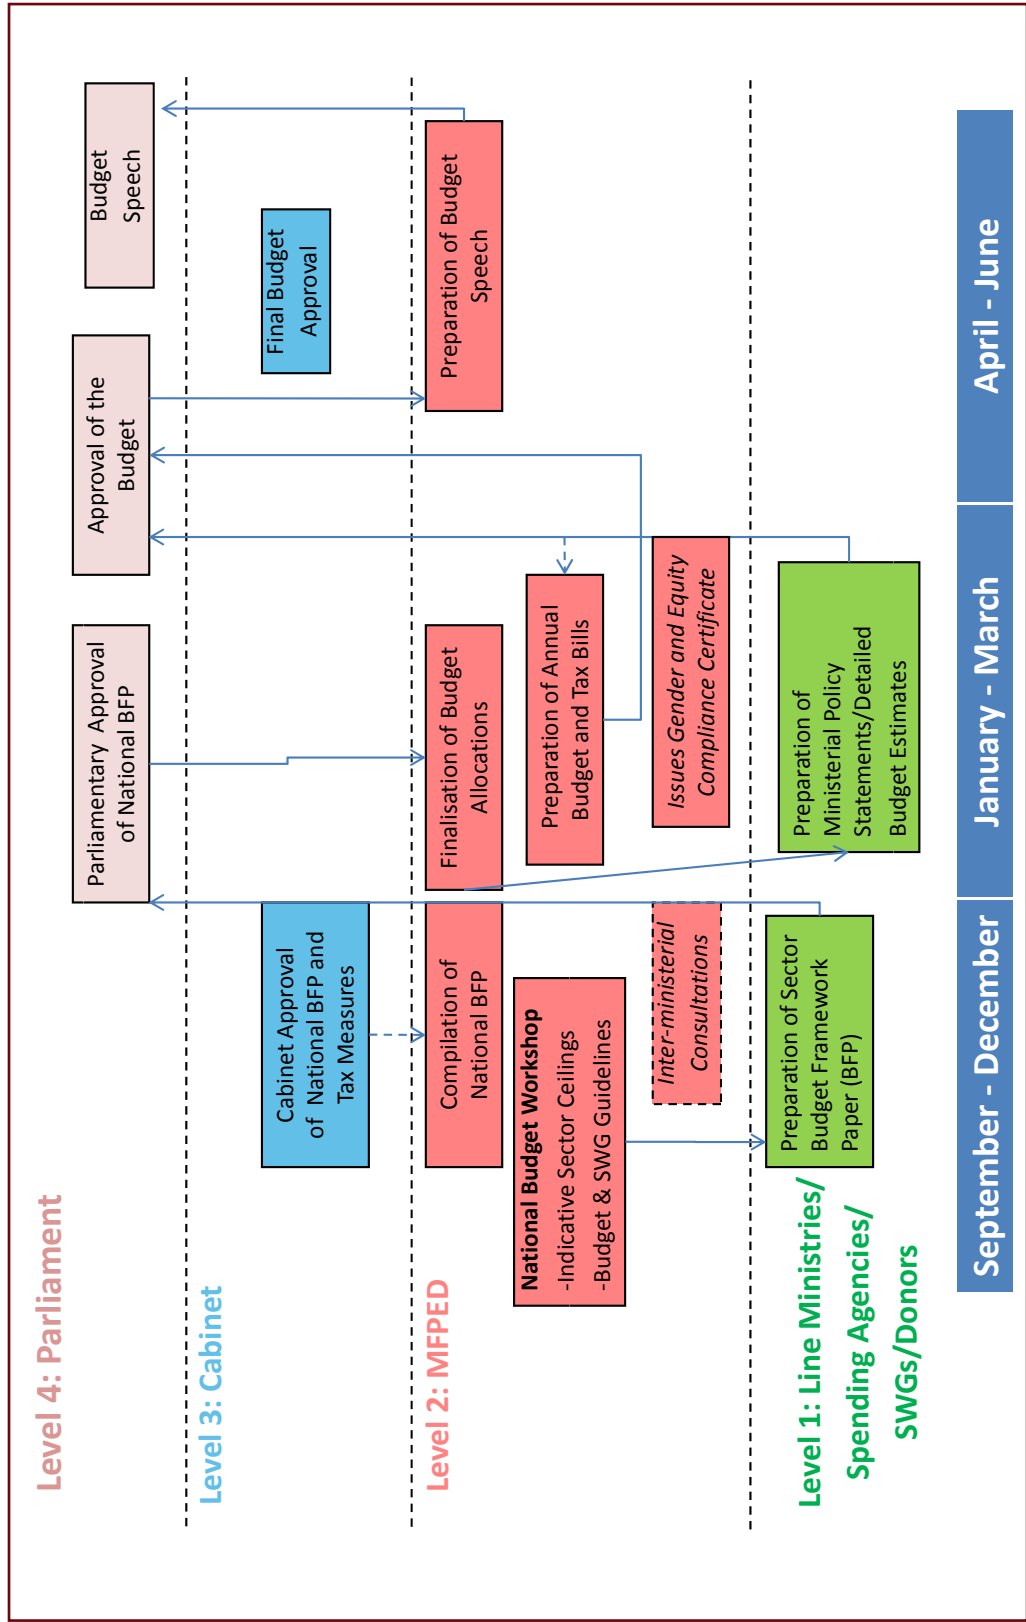 Level 4: Parliament
Parliamentary Approval
of National BFP
Approval of the
Budget
Budget
Speech
Level 3: Cabinet
Cabinet Approval
of National BFP and
Tax Measures
Final Budget
Approval
Level 2: MFPED
Compilation of
National BFP
Finalisation of Budget
Allocations
Preparation of Budget
Speech
National Budget Workshop
-Indicative Sector Ceilings
-Budget & SWG Guidelines
Preparation of Annual
Budget and Tax Bills
Inter-ministerial
Consultations
Issues Gender and Equity
Compliance Certificate
Level 1: Line Ministries/
Spending Agencies/
SWGs/Donors
Preparation of Sector
Budget Framework
Paper (BFP)
Preparation of
Ministerial Policy
Statements/Detailed
Budget Estimates
September - December
January - March
April - June